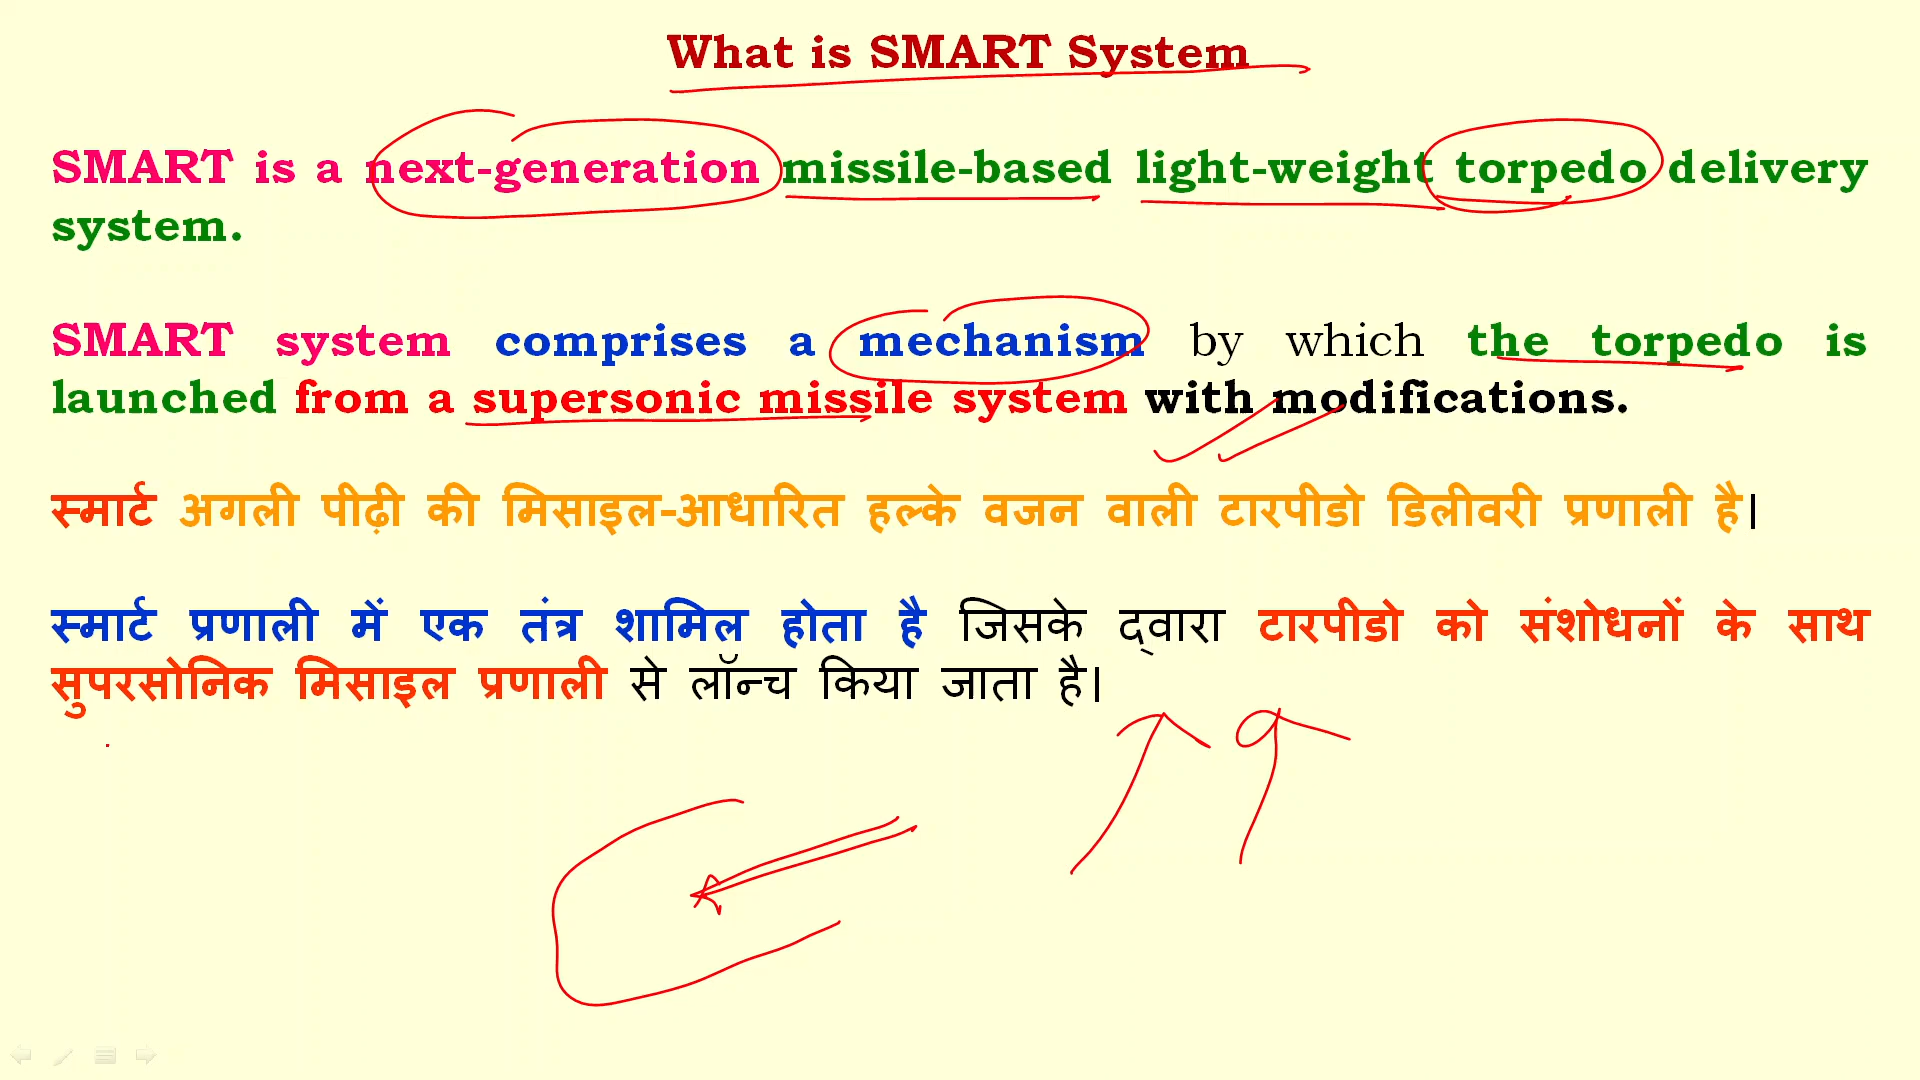 What is SMART System
SMART is a next-generation missile-based light-weight torpedo delivery
system.
SMART system comprises a mechanism by which the torpedo is
launched from a supersonic missile system with modifications.
स्मार्ट अगली पीढ़ी की मिसाइल-आधारित हल्के वजन वाली टारपीडो डिलीवरी प्रणाली है।
स्मार्ट प्रणाली में एक तंत्र शामिल होता है जिसके द्वारा टारपीडो को संशोधनों के साथ
सुपरसोनिक मिसाइल प्रणाली से लॉन्च किया जाता है।